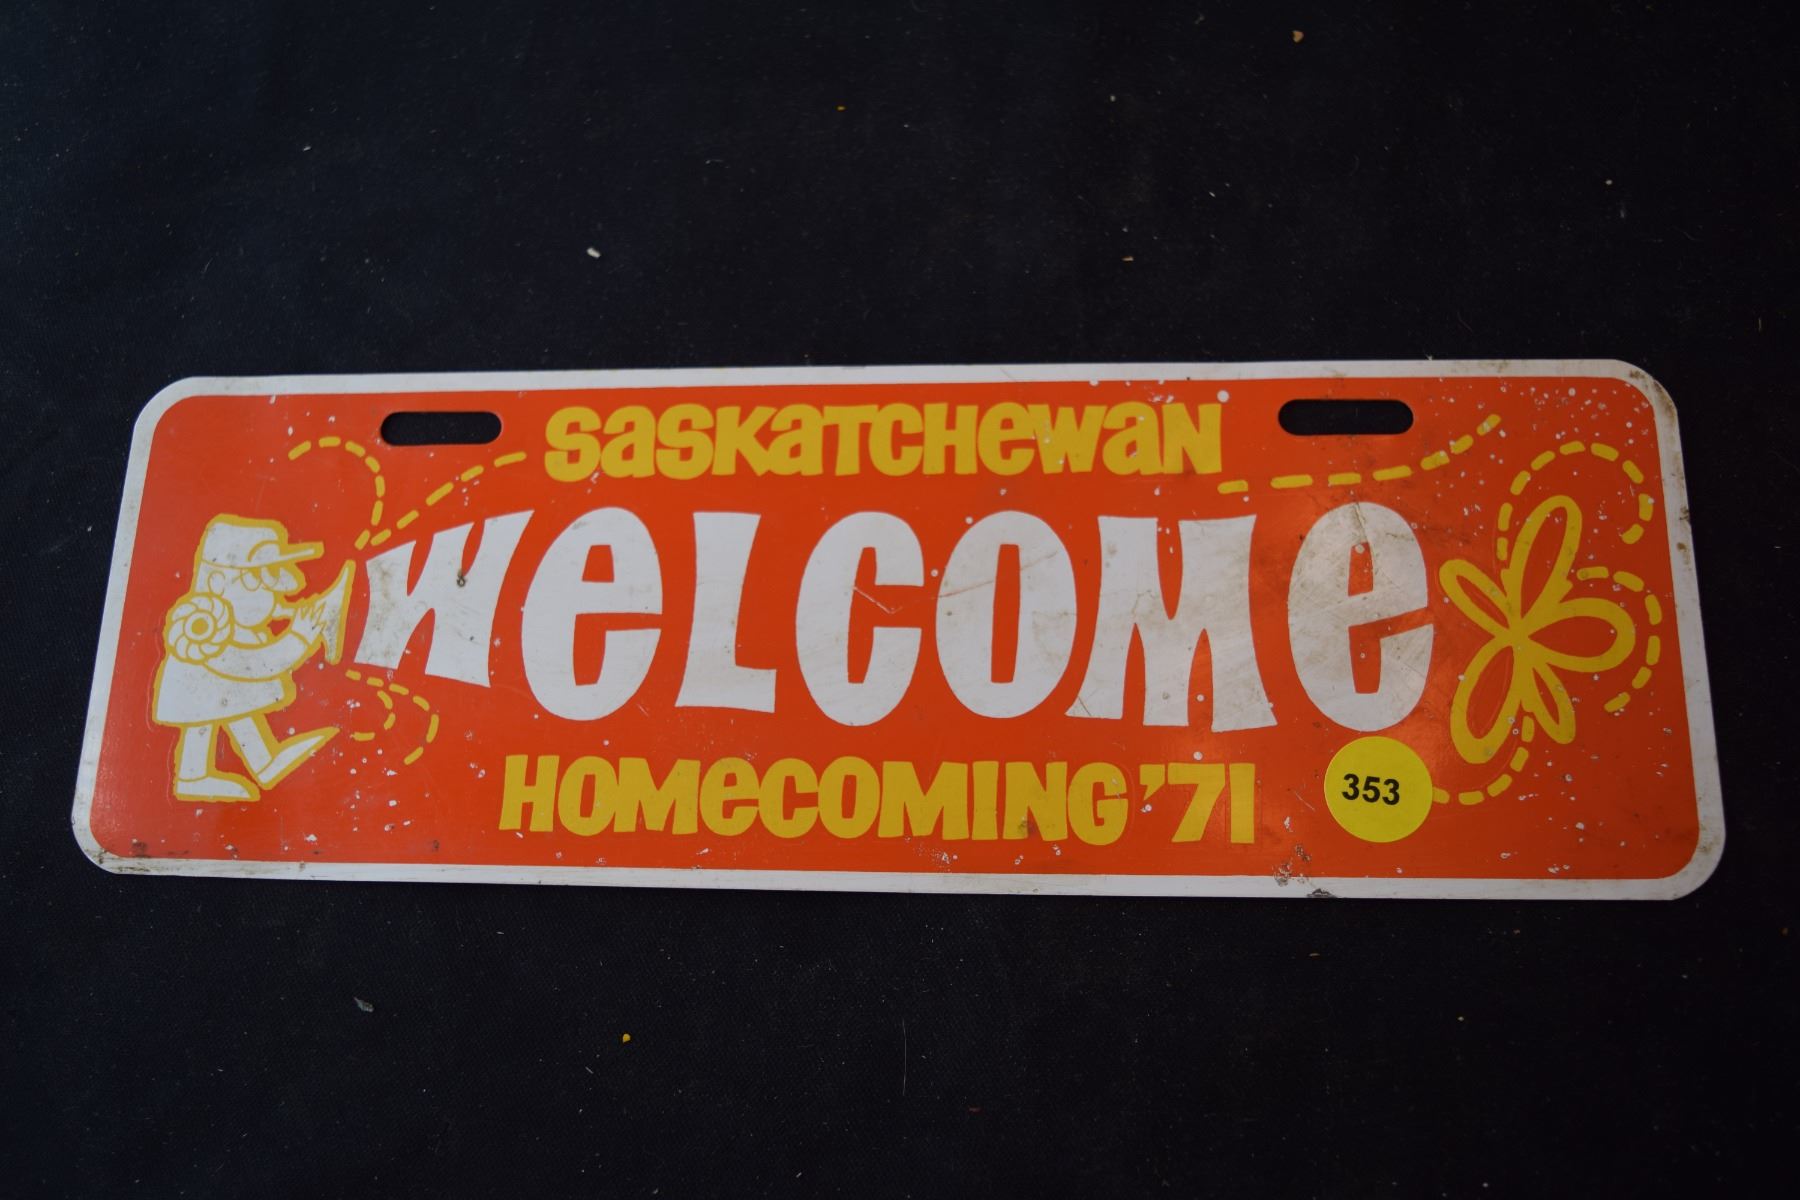 SaSKaTCHeWaN
WeLCOMe
HOMeCOMING '71
353